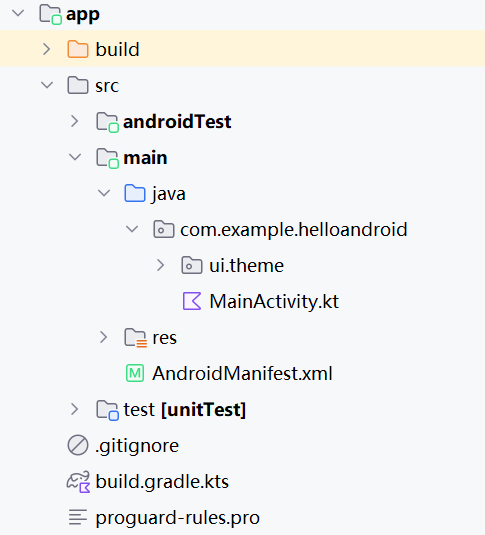 app
build
src
androidTest
main
java
com.example.helloandroid
ui.theme
MainActivity.kt
res
AndroidManifest.xml
test [unitTest]
.gitignore
build.gradle.kts
proguard-rules.pro